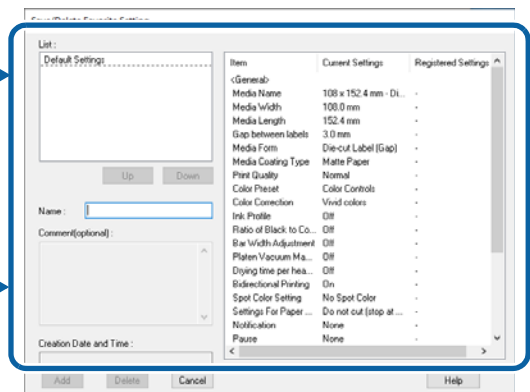 Save/Delete Favorite Setting
List :
Default Settings
Up Down
Name :
Comment(optional) :
Creation Date and Time :
Item Current Settings Registered Settings
<General>
Media Name 108 x 152.4 mm - Di... -
Media Width 108.0 mm -
Media Length 152.4 mm -
Gap between labels 3.0 mm -
Media Form Die-cut Label (Gap) -
Media Coating Type Matte Paper -
Print Quality Normal -
Color Preset Color Controls -
Color Correction Vivid colors -
Ink Profile Off -
Ratio of Black to Co... Off -
Bar Width Adjustment Off -
Platen Vacuum Ma... Off -
Drying time per hea... Off -
Bidirectional Printing On -
Spot Color Setting No Spot Color -
Settings For Paper ... Do not cut (stop at ... -
Notification None -
Pause None -
Add Delete Cancel Help